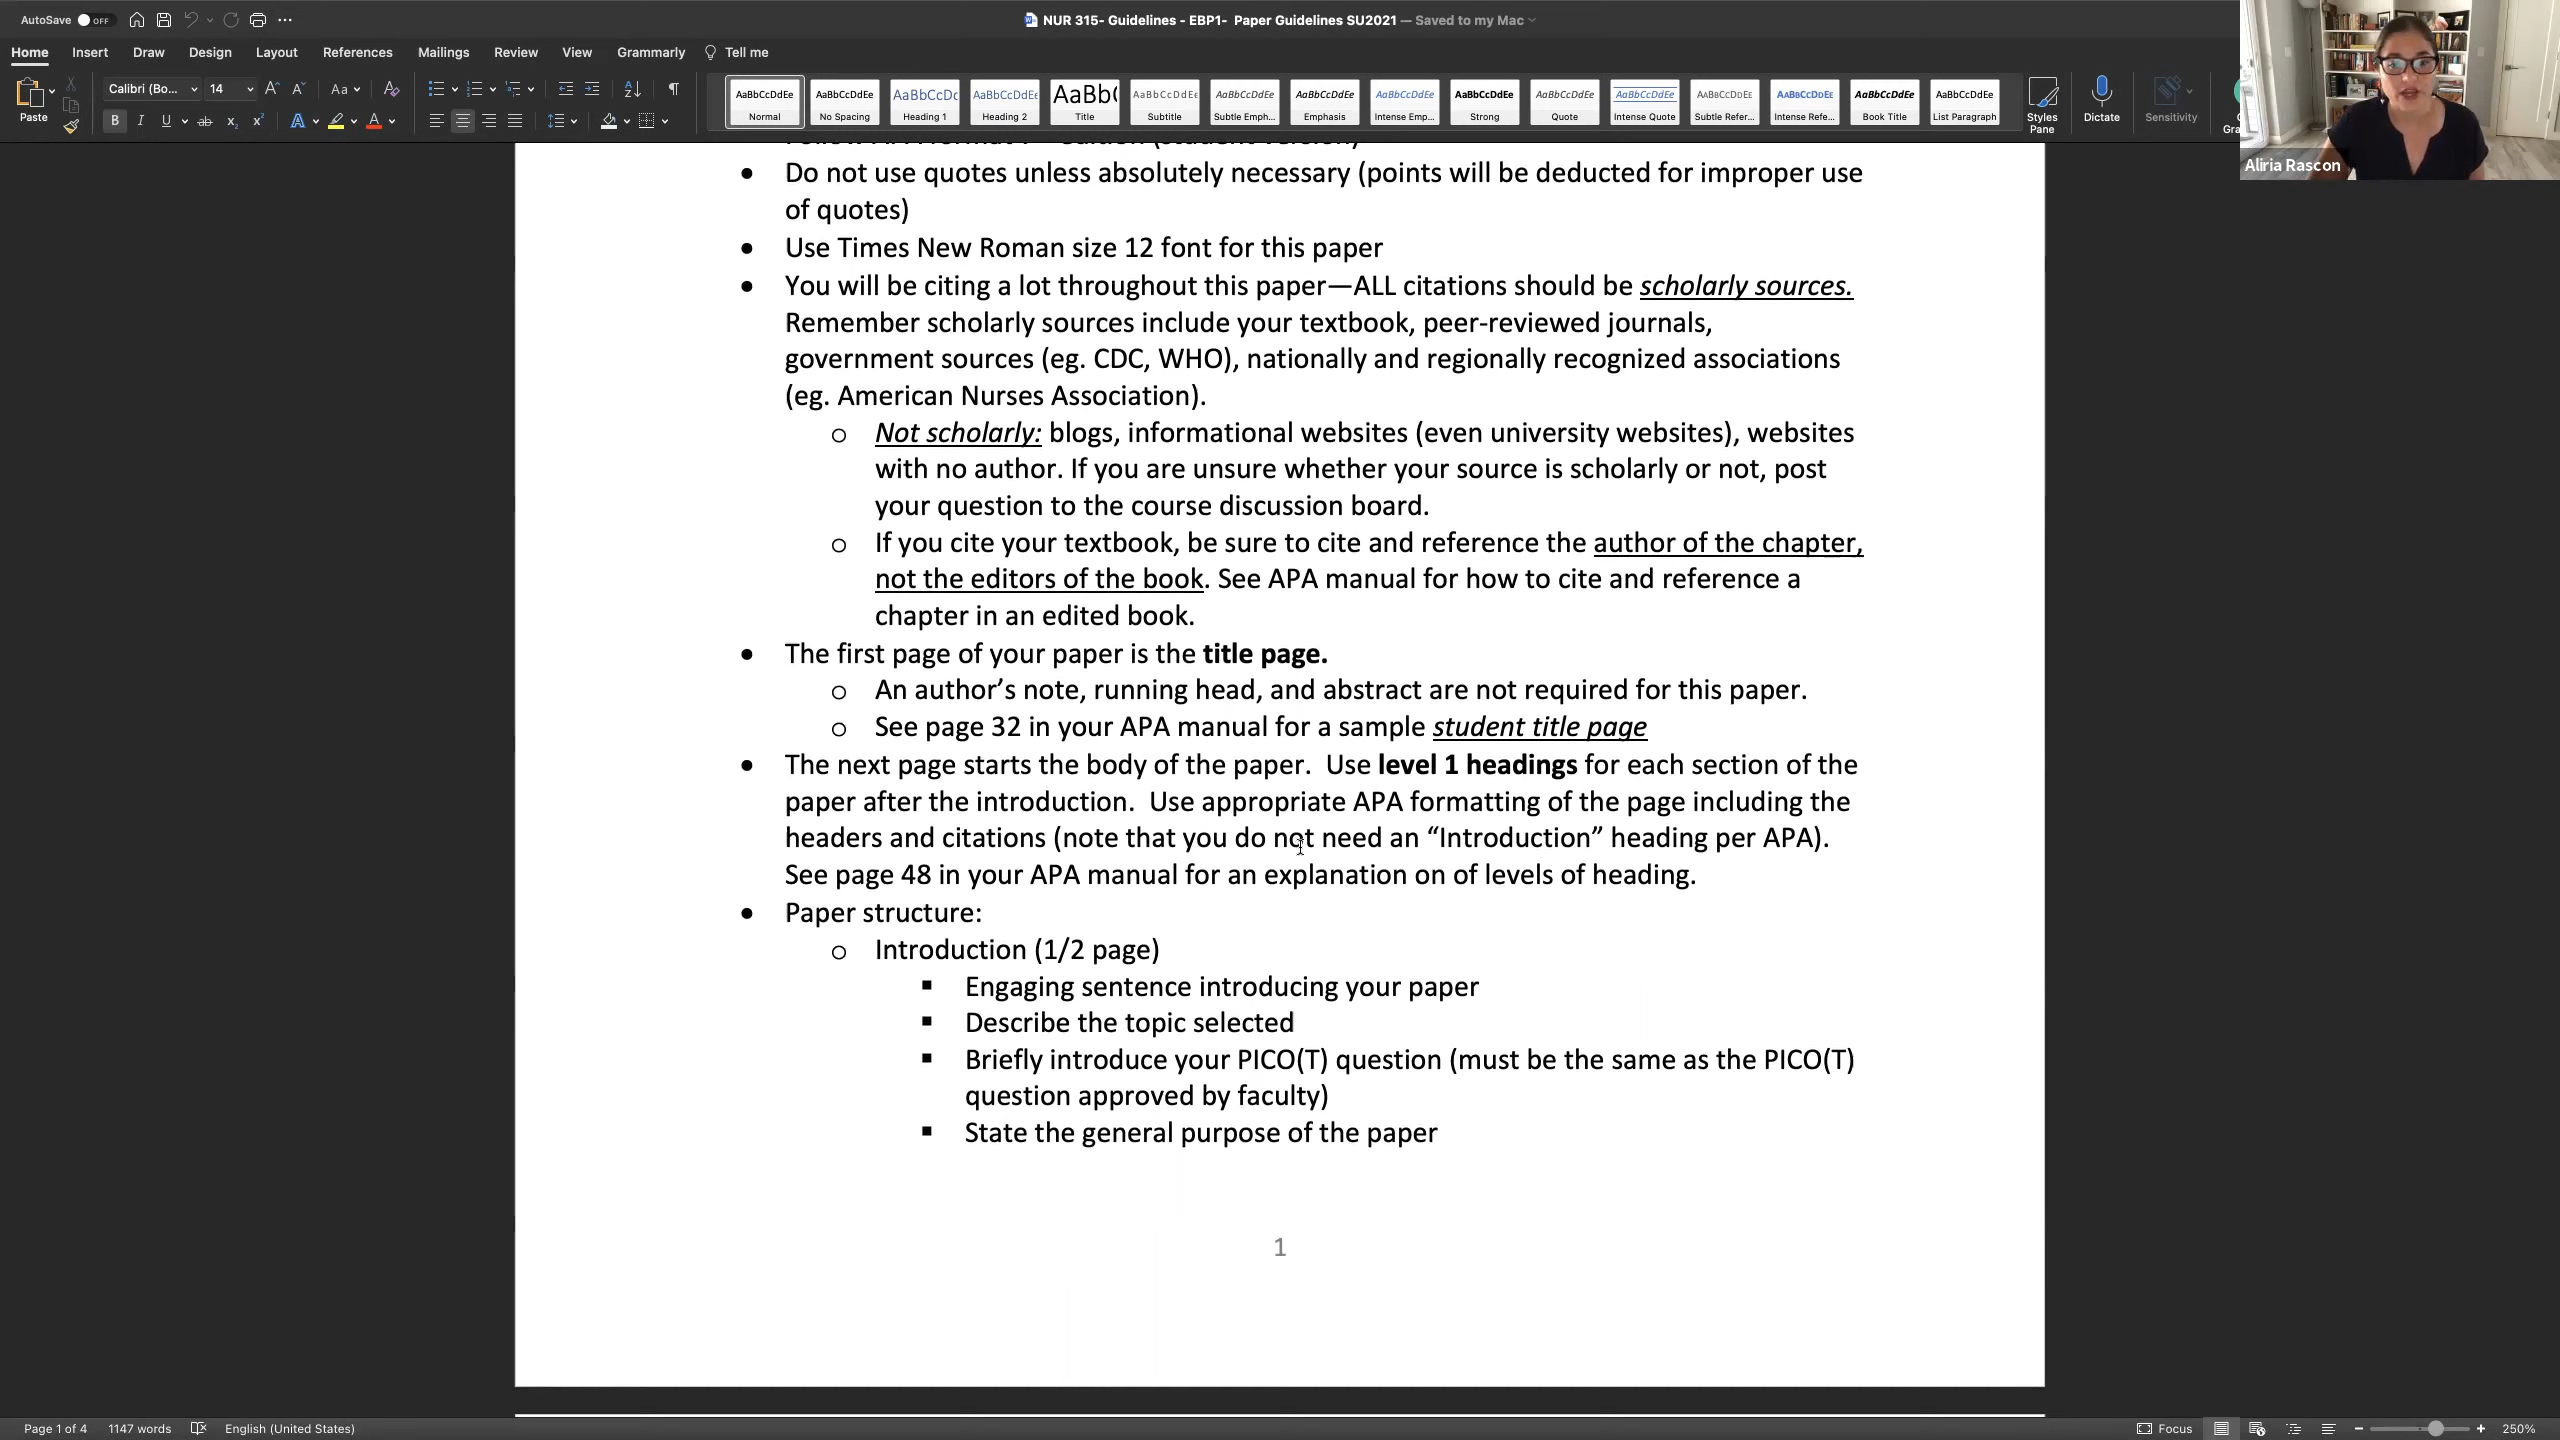 AutoSave OFF
NUR 315- Guidelines - EBP1-  Paper Guidelines SU2021 — Saved to my Mac
Home Insert Draw Design Layout References Mailings Review View Grammarly Tell me
Paste
Calibri (Bo... 14
AaBbCcDdEe AaBbCcDdEe AaBbCcDc AaBbCcDdEe AaBb( AaBbCcDdEe AaBbCcDdEe AaBbCcDdEe AaBbCcDdEe AaBbCcDdEe AaBbCcDdEe AaBbCcDdEe AaBbCcDdEe AaBbCcDdEe AaBbCcDdEe AaBbCcDdEe
Normal No Spacing Heading 1 Heading 2 Title Subtitle Subtle Emph... Emphasis Intense Emp... Strong Quote Intense Quote Subtle Refer... Intense Refe... Book Title List Paragraph
Styles Pane
Dictate
Sensitivity
Aliria Rascon
• Do not use quotes unless absolutely necessary (points will be deducted for improper use
of quotes)
• Use Times New Roman size 12 font for this paper
• You will be citing a lot throughout this paper—ALL citations should be scholarly sources.
Remember scholarly sources include your textbook, peer-reviewed journals,
government sources (eg. CDC, WHO), nationally and regionally recognized associations
(eg. American Nurses Association).
o Not scholarly: blogs, informational websites (even university websites), websites
with no author. If you are unsure whether your source is scholarly or not, post
your question to the course discussion board.
o If you cite your textbook, be sure to cite and reference the author of the chapter,
not the editors of the book. See APA manual for how to cite and reference a
chapter in an edited book.
• The first page of your paper is the title page.
o An author’s note, running head, and abstract are not required for this paper.
o See page 32 in your APA manual for a sample student title page
• The next page starts the body of the paper.  Use level 1 headings for each section of the
paper after the introduction.  Use appropriate APA formatting of the page including the
headers and citations (note that you do not need an “Introduction” heading per APA).
See page 48 in your APA manual for an explanation on of levels of heading.
• Paper structure:
o Introduction (1/2 page)
▪ Engaging sentence introducing your paper
▪ Describe the topic selected
▪ Briefly introduce your PICO(T) question (must be the same as the PICO(T)
question approved by faculty)
▪ State the general purpose of the paper
1
Page 1 of 4 1147 words English (United States) Focus 250%